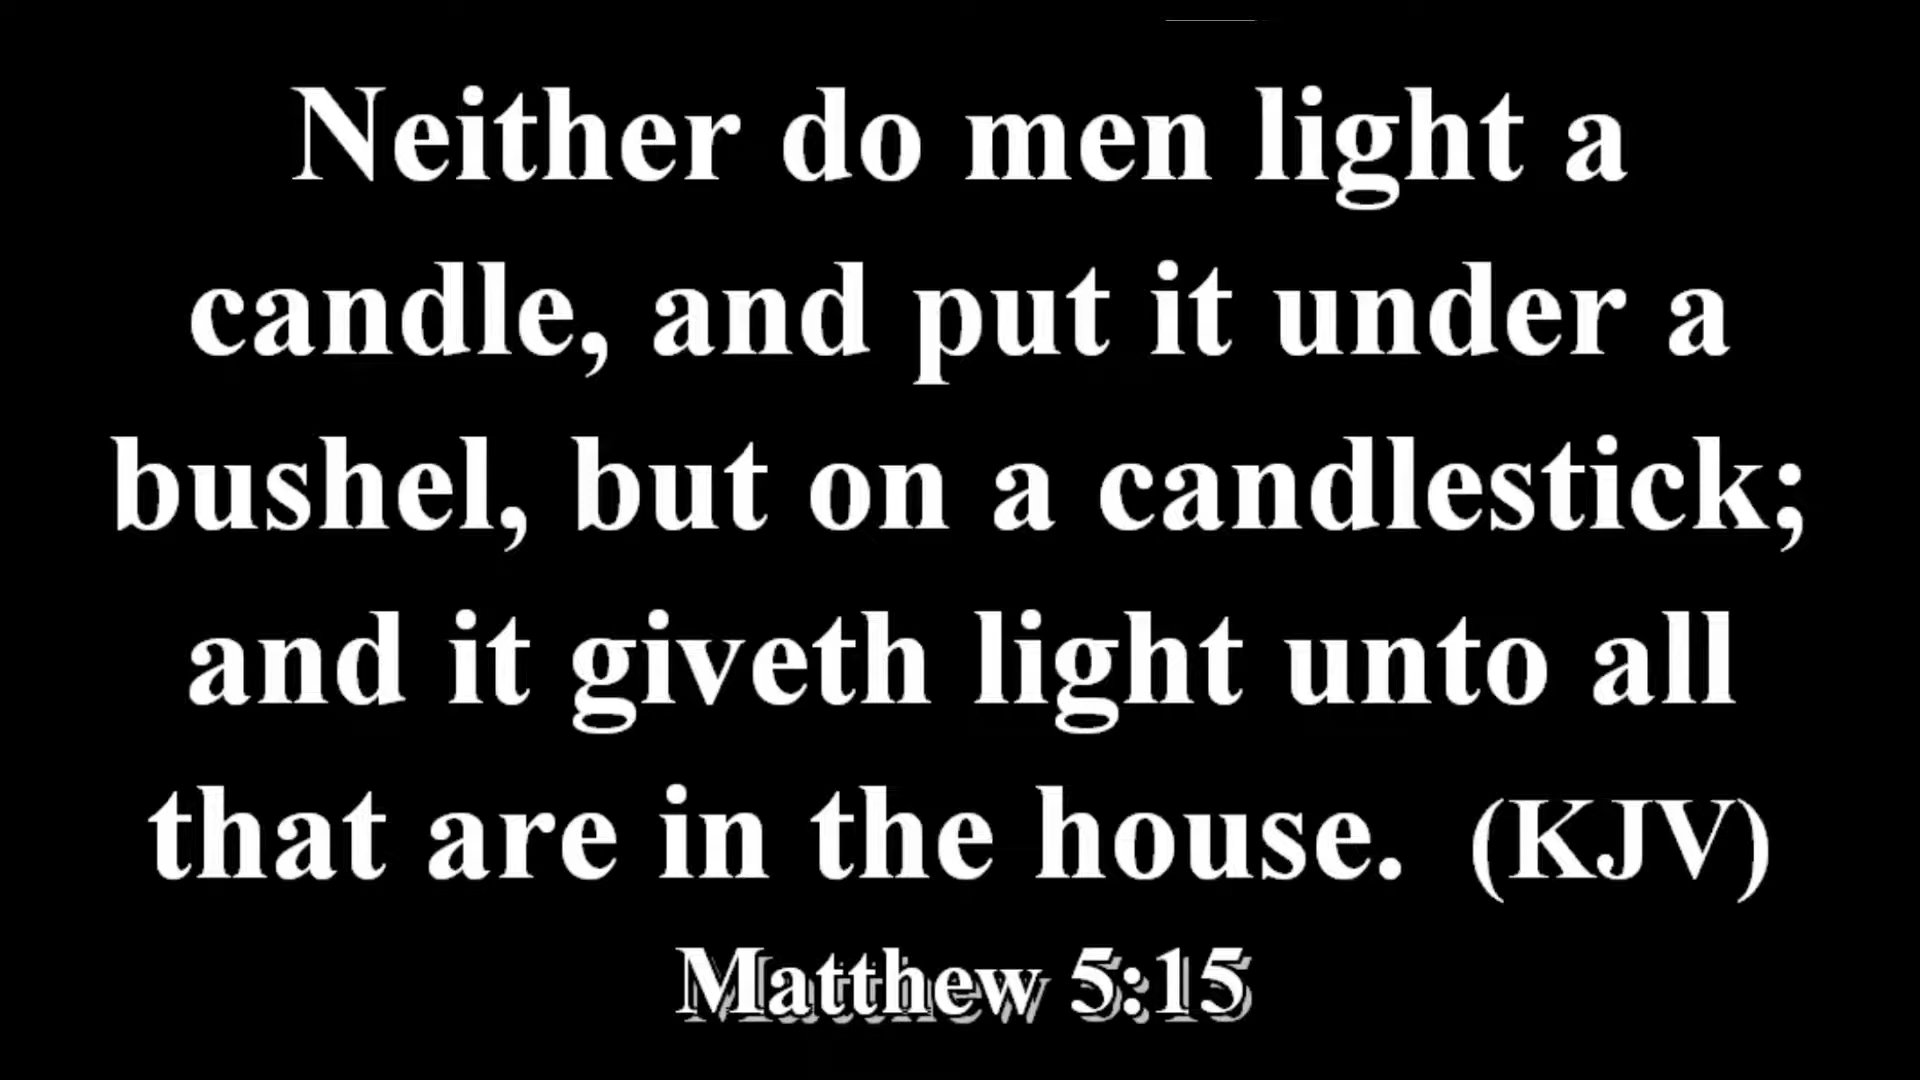 Neither do men light a
candle, and put it under a
bushel, but on a candlestick;
and it giveth light unto all
that are in the house. (KJV)
Matthew 5:15